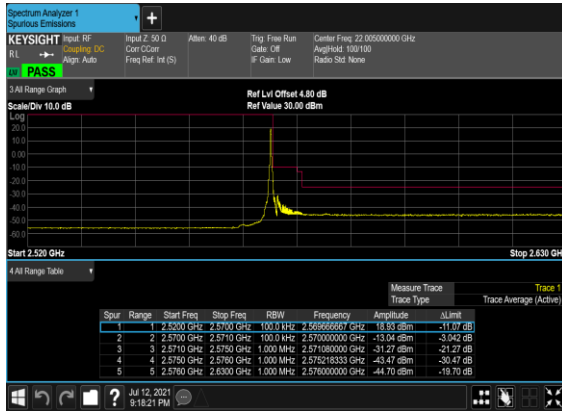 Spectrum Analyzer 1
Spurious Emissions
KEYSIGHT Input: RF Input Z: 50 Ω Atten: 40 dB Trig: Free Run Center Freq: 22.005000000 GHz
RL Coupling: DC Corr CCorr Gate: Off Avg|Hold: 100/100
Align: Auto Freq Ref: Int (S) IF Gain: Low Radio Std: None
PASS
3 All Range Graph
Ref Lvl Offset 4.80 dB
Scale/Div 10.0 dB Ref Value 30.00 dBm
Log
20.0
10.0
0.00
-10.0
-20.0
-30.0
-40.0
-50.0
-60.0
Start 2.520 GHz Stop 2.630 GH
4 All Range Table
Measure Trace Trace 1
Trace Type Trace Average (Active)
Spur Range Start Freq Stop Freq RBW Frequency Amplitude ΔLimit
1 1 2.5200 GHz 2.5700 GHz 100.0 kHz 2.569666667 GHz 18.93 dBm -11.07 dB
2 2 2.5700 GHz 2.5710 GHz 100.0 kHz 2.570000000 GHz -13.04 dBm -3.042 dB
3 3 2.5710 GHz 2.5750 GHz 1.000 MHz 2.571080000 GHz -31.27 dBm -21.27 dB
4 4 2.5750 GHz 2.5760 GHz 1.000 MHz 2.575218333 GHz -43.47 dBm -30.47 dB
5 5 2.5760 GHz 2.6300 GHz 1.000 MHz 2.576000000 GHz -44.70 dBm -19.70 dB
Jul 12, 2021
9:18:21 PM